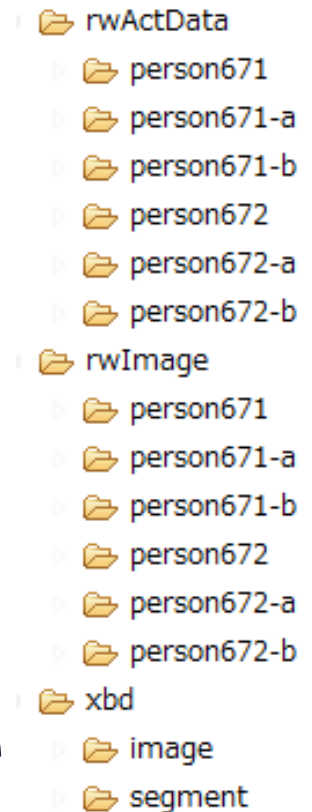 rwActData
person671
person671-a
person671-b
person672
person672-a
person672-b
rwImage
person671
person671-a
person671-b
person672
person672-a
person672-b
xbd
image
segment